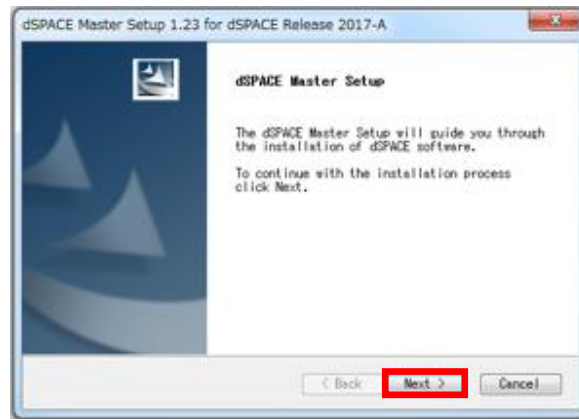 dSPACE Master Setup 1.23 for dSPACE Release 2017-A
dSPACE Master Setup
The dSPACE Master Setup will guide you through
the installation of dSPACE software.
To continue with the installation process
click Next.
< Back
Next >
Cancel